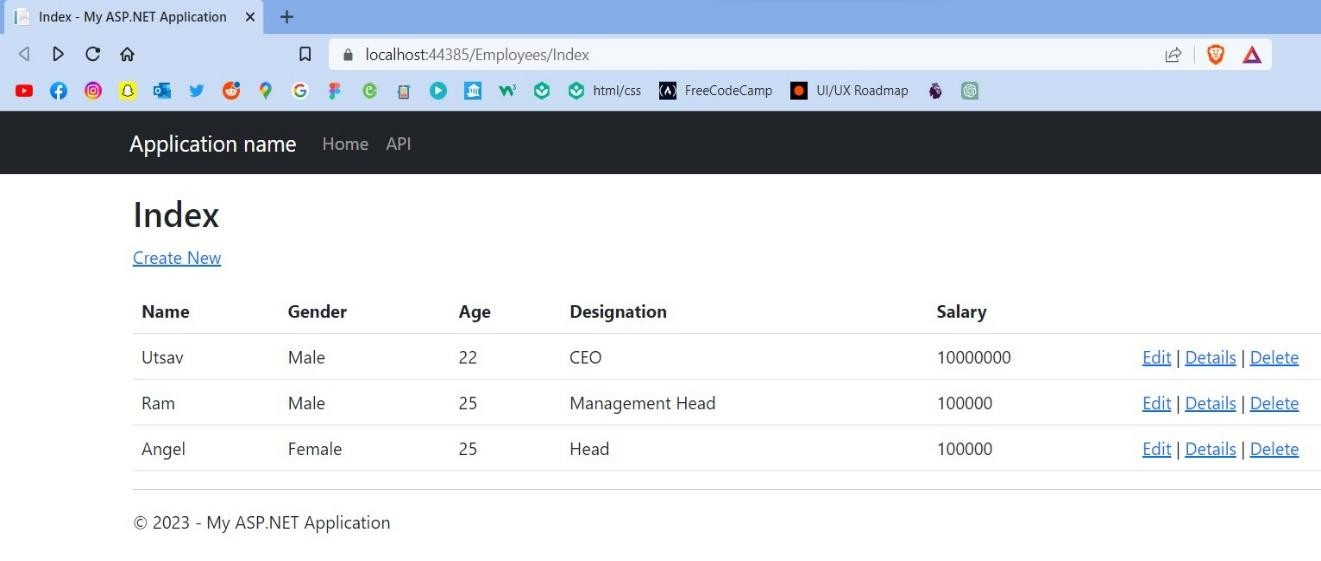 Index - My ASP.NET Application
localhost:44385/Employees/Index
html/css FreeCodeCamp UI/UX Roadmap
Application name Home API
Index
Create New
Name Gender Age Designation Salary
Utsav Male 22 CEO 10000000 Edit | Details | Delete
Ram Male 25 Management Head 100000 Edit | Details | Delete
Angel Female 25 Head 100000 Edit | Details | Delete
© 2023 - My ASP.NET Application